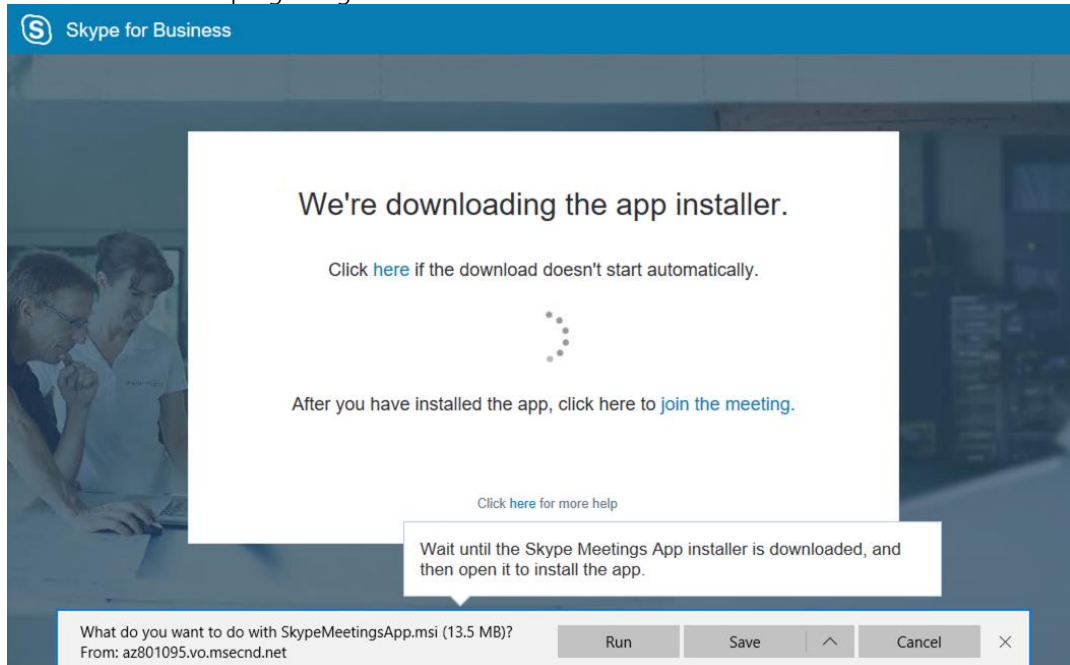 Skype for Business
We're downloading the app installer.
Click here if the download doesn't start automatically.
After you have installed the app, click here to join the meeting.
Click here for more help
Wait until the Skype Meetings App installer is downloaded, and
then open it to install the app.
What do you want to do with SkypeMeetingsApp.msi (13.5 MB)?
From: az801095.vo.msecnd.net
Run
Save
Cancel